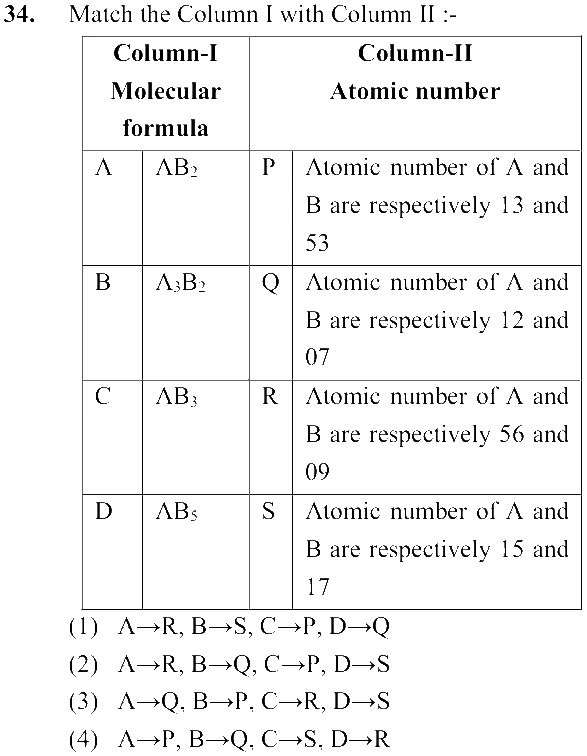 34. Match the Column I with Column II :-
Column-I
Molecular
formula
Column-II
Atomic number
A AB₂ P Atomic number of A and
B are respectively 13 and
53
B A₃B₂ Q Atomic number of A and
B are respectively 12 and
07
C AB₃ R Atomic number of A and
B are respectively 56 and
09
D AB₅ S Atomic number of A and
B are respectively 15 and
17
(1) A→R, B→S, C→P, D→Q
(2) A→R, B→Q, C→P, D→S
(3) A→Q, B→P, C→R, D→S
(4) A→P, B→Q, C→S, D→R